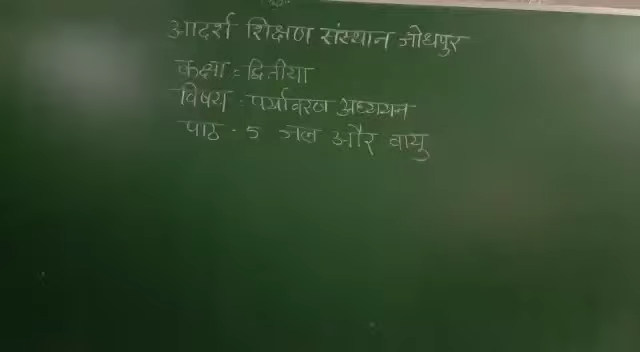 आदर्श शिक्षण संस्थान जोधपुर
कक्षा = द्वितीया
विषय - पर्यावरण अध्ययन
पाठ - 5 जल और वायु